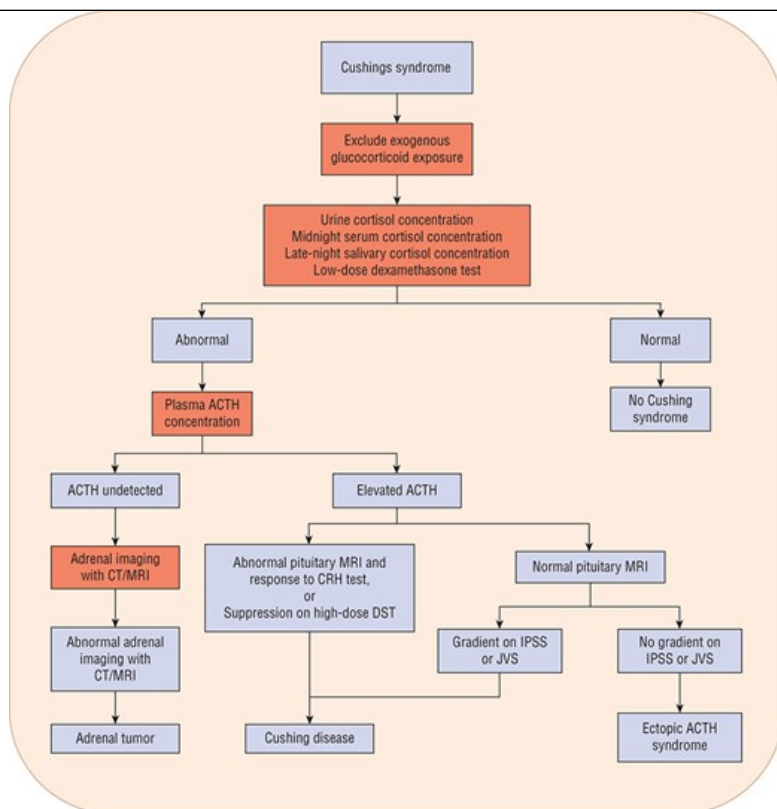 Cushings syndrome
Exclude exogenous
glucocorticoid exposure
Urine cortisol concentration
Midnight serum cortisol concentration
Late-night salivary cortisol concentration
Low-dose dexamethasone test
Abnormal
Normal
Plasma ACTH
concentration
No Cushing
syndrome
ACTH undetected
Elevated ACTH
Adrenal imaging
with CT/MRI
Abnormal pituitary MRI and
response to CRH test,
or
Suppression on high-dose DST
Normal pituitary MRI
Abnormal adrenal
imaging with
CT/MRI
Gradient on IPSS
or JVS
No gradient on
IPSS or JVS
Adrenal tumor
Cushing disease
Ectopic ACTH
syndrome